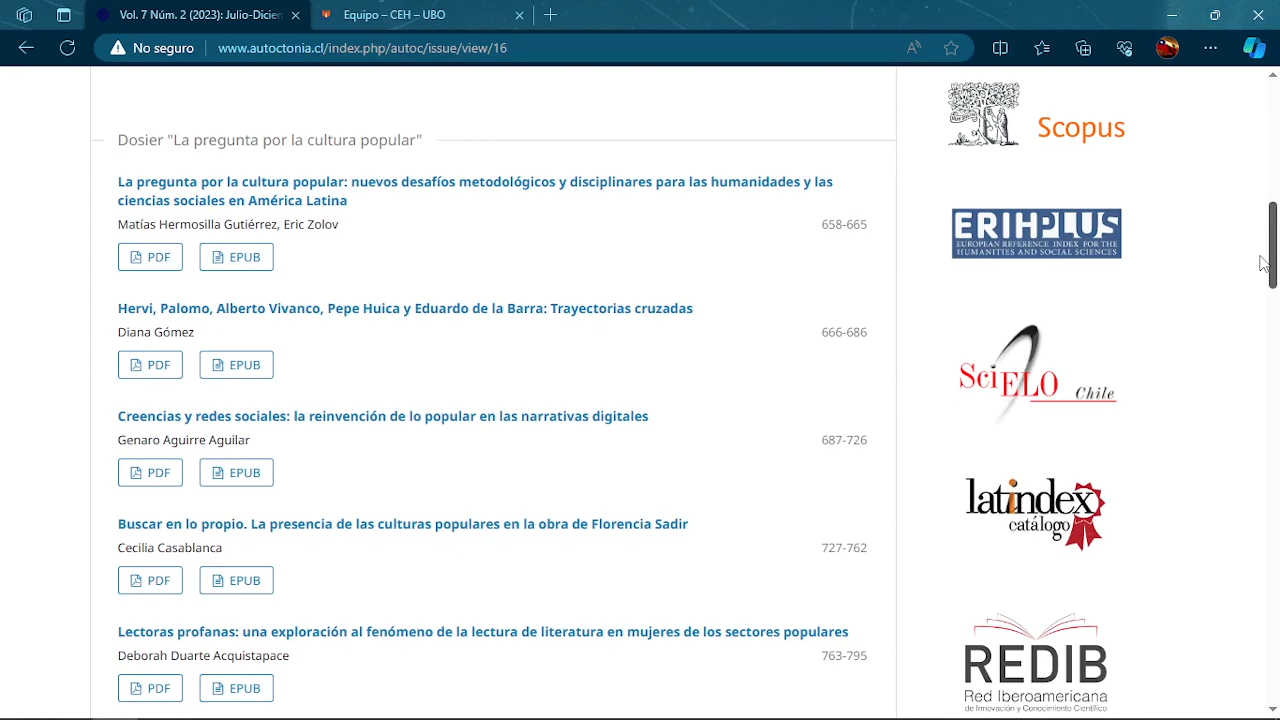 Vol. 7 Núm. 2 (2023): Julio-Dicien
Equipo – CEH – UBO
No seguro
www.autoctonia.cl/index.php/autoc/issue/view/16
Dosier "La pregunta por la cultura popular"
La pregunta por la cultura popular: nuevos desafíos metodológicos y disciplinares para las humanidades y las
ciencias sociales en América Latina
Matías Hermosilla Gutiérrez, Eric Zolov
658-665
PDF
EPUB
Hervi, Palomo, Alberto Vivanco, Pepe Huica y Eduardo de la Barra: Trayectorias cruzadas
Diana Gómez
666-686
PDF
EPUB
Creencias y redes sociales: la reinvención de lo popular en las narrativas digitales
Genaro Aguirre Aguilar
687-726
PDF
EPUB
Buscar en lo propio. La presencia de las culturas populares en la obra de Florencia Sadir
Cecilia Casablanca
727-762
PDF
EPUB
Lectoras profanas: una exploración al fenómeno de la lectura de literatura en mujeres de los sectores populares
Deborah Duarte Acquistapace
763-795
PDF
EPUB
Scopus
ERIHPLUS
EUROPEAN REFERENCE INDEX FOR THE
HUMANITIES AND SOCIAL SCIENCES
SciELO Chile
latindex
catálogo
REDIB
Red Iberoamericana
de Innovación y Conocimiento Científico